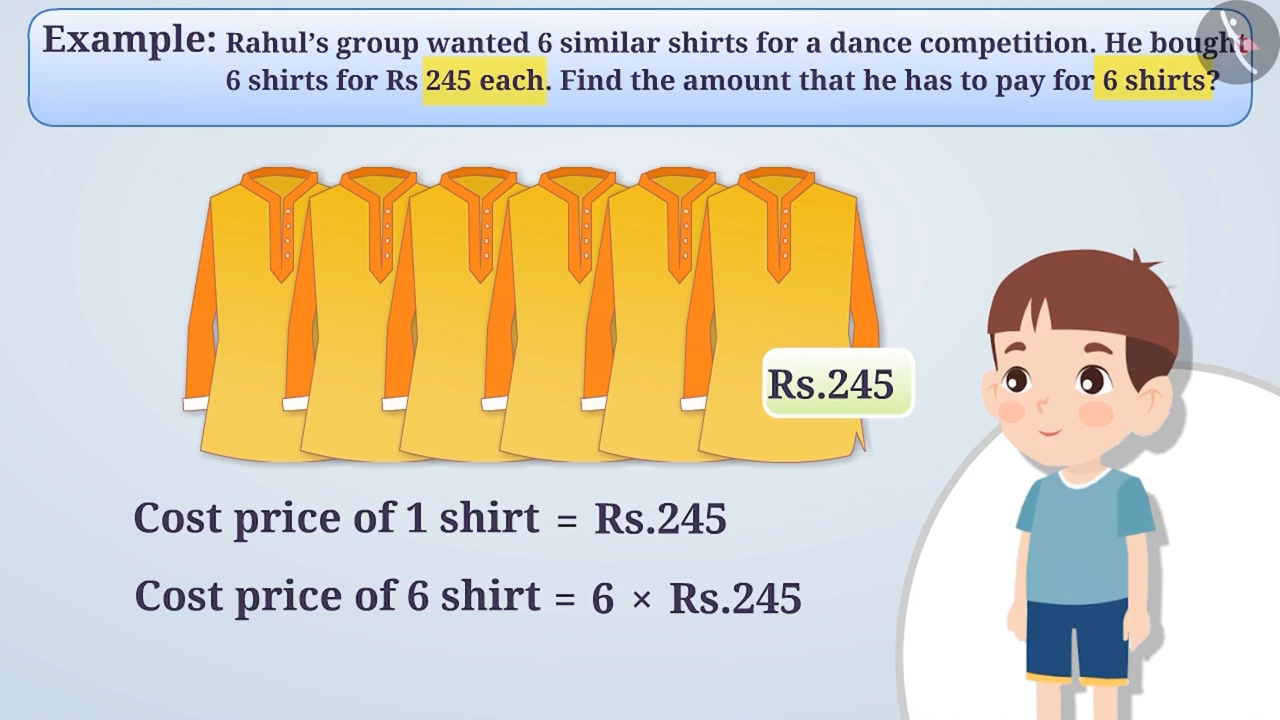 Example: Rahul’s group wanted 6 similar shirts for a dance competition. He bought
6 shirts for Rs 245 each. Find the amount that he has to pay for 6 shirts?
Rs.245
Cost price of 1 shirt = Rs.245
Cost price of 6 shirt = 6 × Rs.245